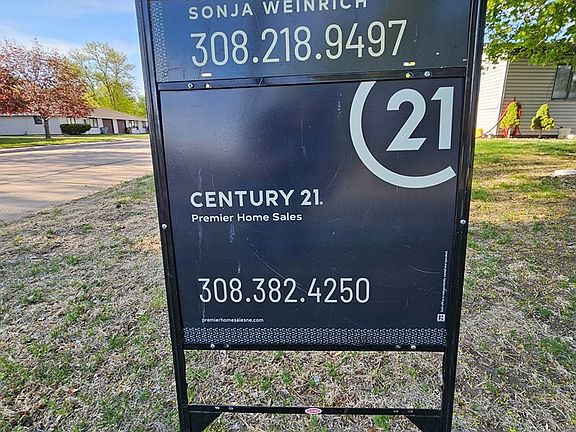 SONJA WEINRICH
308.218.9497
21
CENTURY 21.
Premier Home Sales
308.382.4250
premierhomesalesne.com